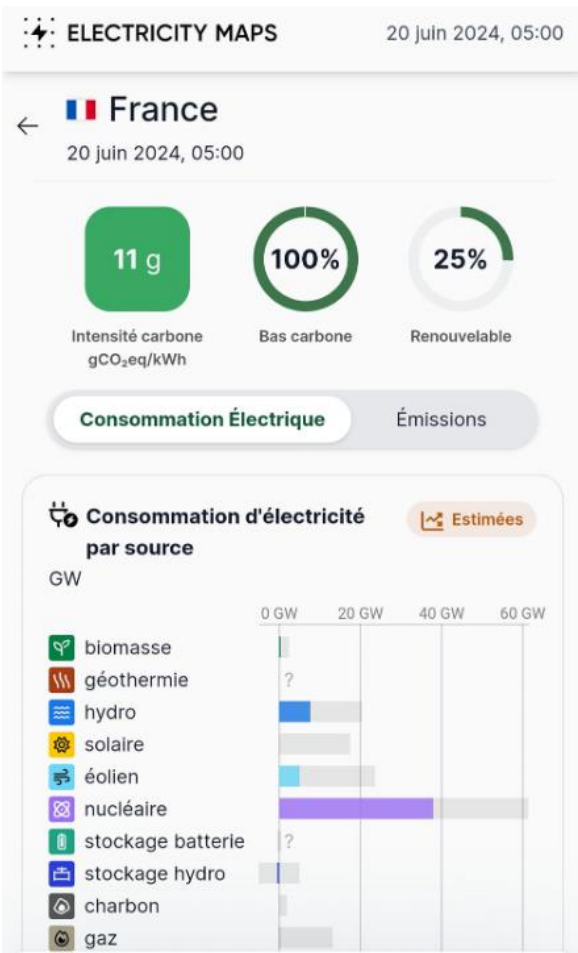 ELECTRICITY MAPS 20 juin 2024, 05:00
France
20 juin 2024, 05:00
11 g 100% 25%
Intensité carbone Bas carbone Renouvelable
gCO₂eq/kWh
Consommation Électrique Émissions
Consommation d'électricité Estimées
par source
GW
0 GW 20 GW 40 GW 60 GW
biomasse
géothermie ?
hydro
solaire
éolien
nucléaire
stockage batterie ?
stockage hydro
charbon
gaz